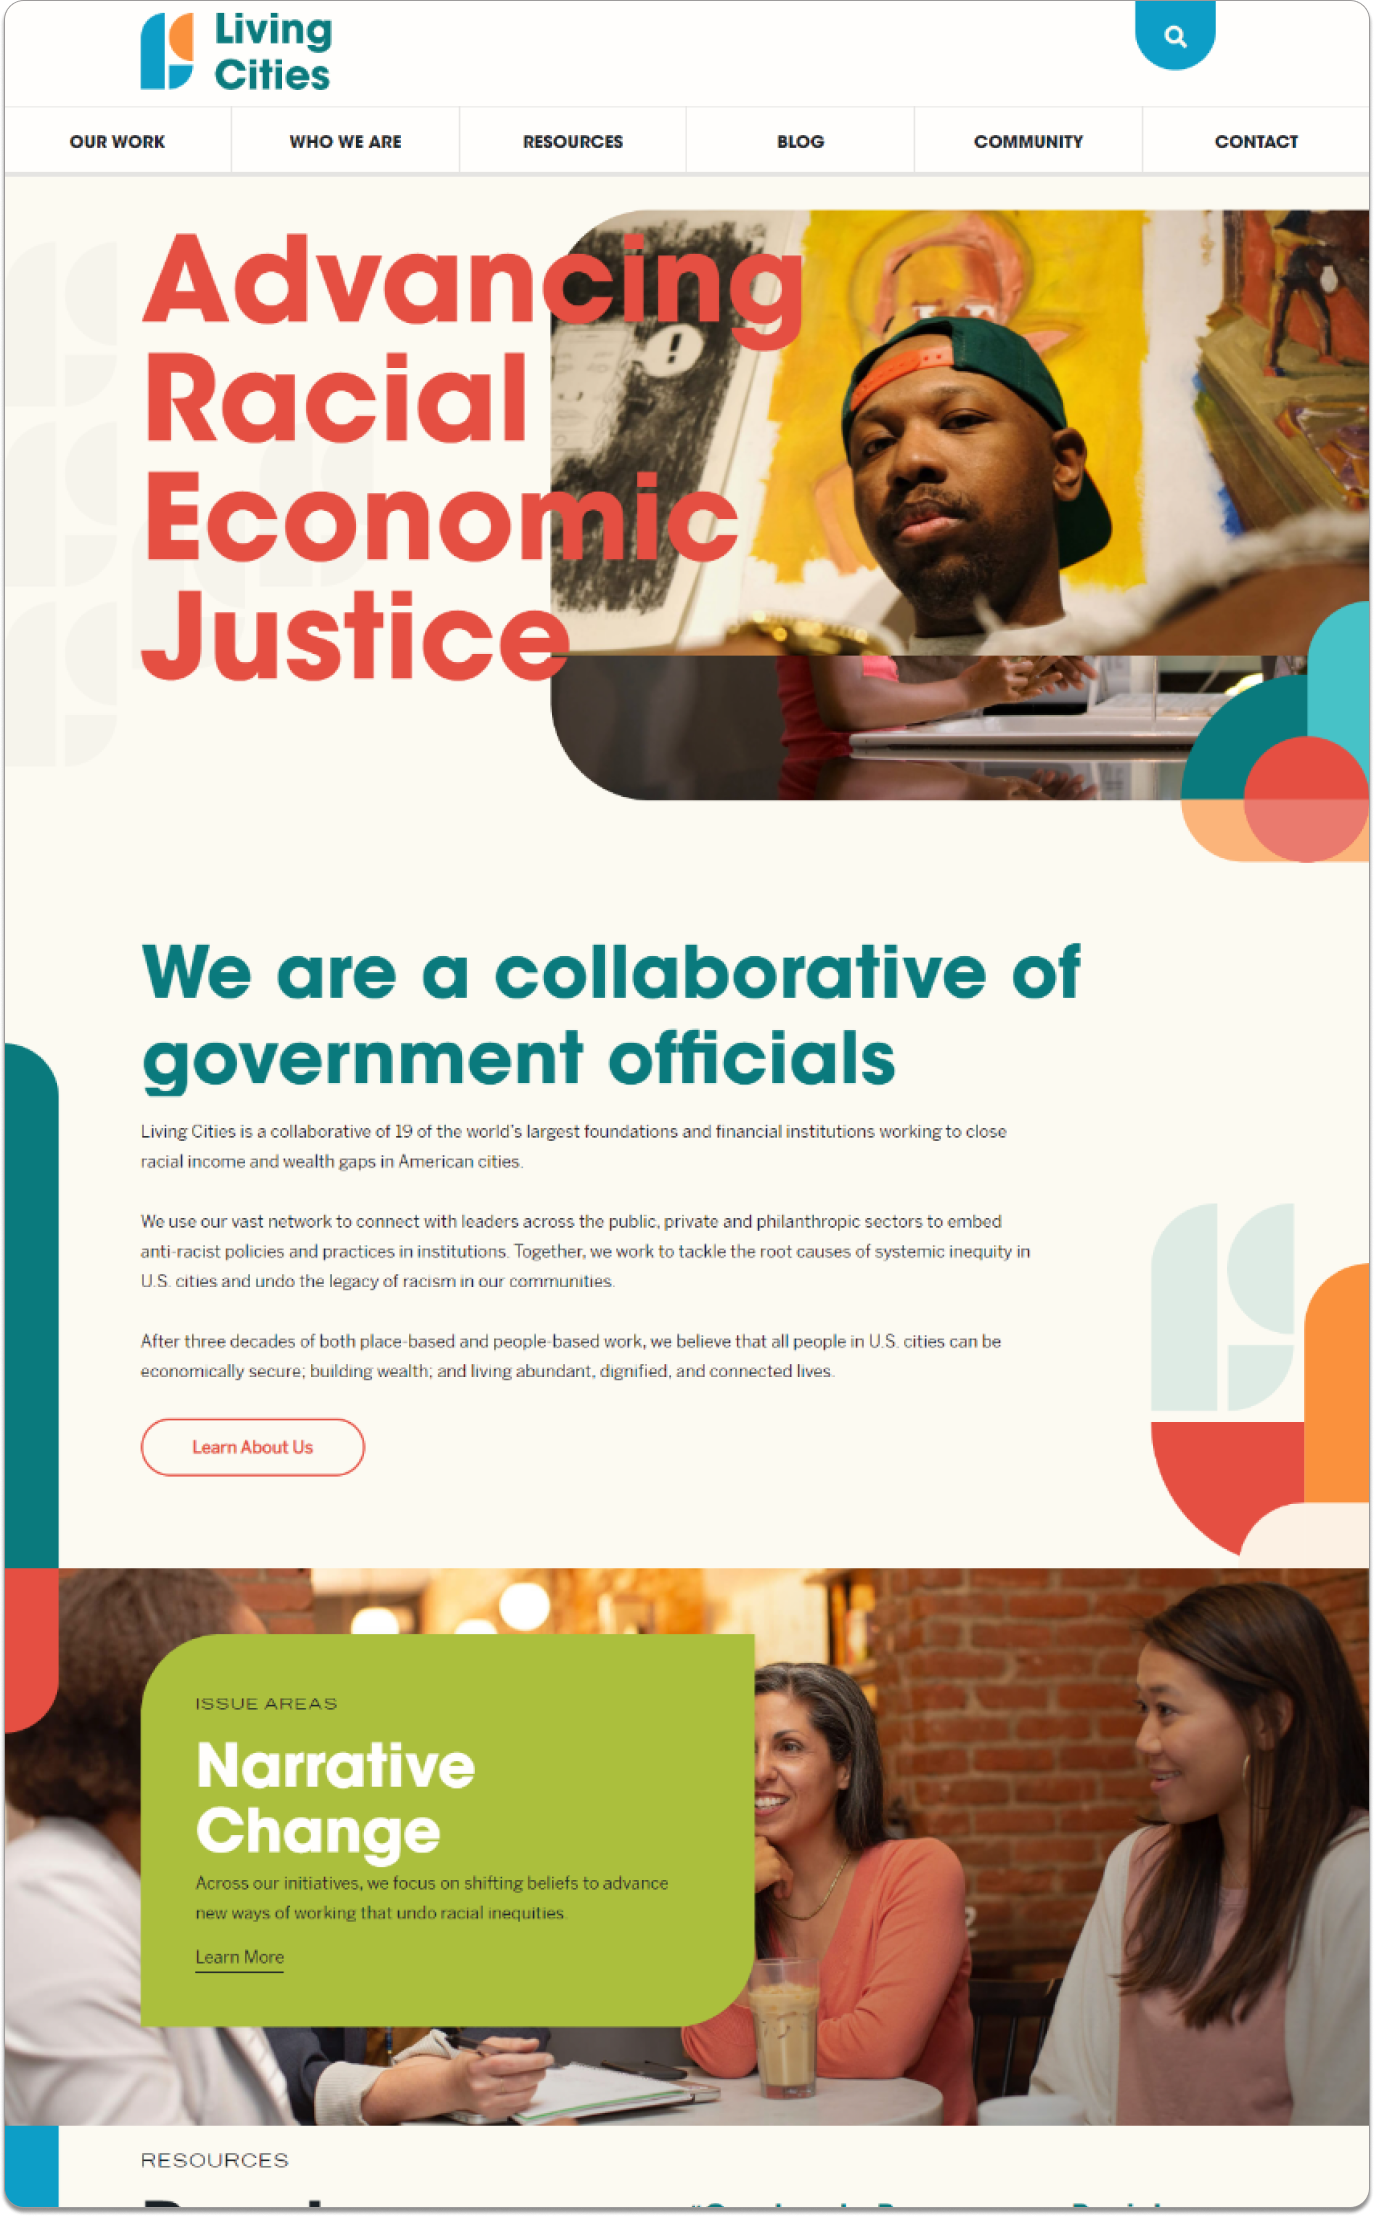 Living
Cities
OUR WORK
WHO WE ARE
RESOURCES
BLOG
COMMUNITY
CONTACT
Advancing
Racial
Economic
Justice
!
We are a collaborative of
government officials
Living Cities is a collaborative of 19 of the world's largest foundations and financial institutions working to close
racial income and wealth gaps in American cities.
We use our vast network to connect with leaders across the public, private and philanthropic sectors to embed
anti-racist policies and practices in institutions. Together, we work to tackle the root causes of systemic inequity in
U.S. cities and undo the legacy of racism in our communities.
After three decades of both place-based and people-based work, we believe that all people in U.S. cities can be
economically secure; building wealth; and living abundant, dignified, and connected lives.
Learn About Us
ISSUE AREAS
Narrative
Change
Across our initiatives, we focus on shifting beliefs to advance
new ways of working that undo racial inequities.
Learn More
RESOURCES